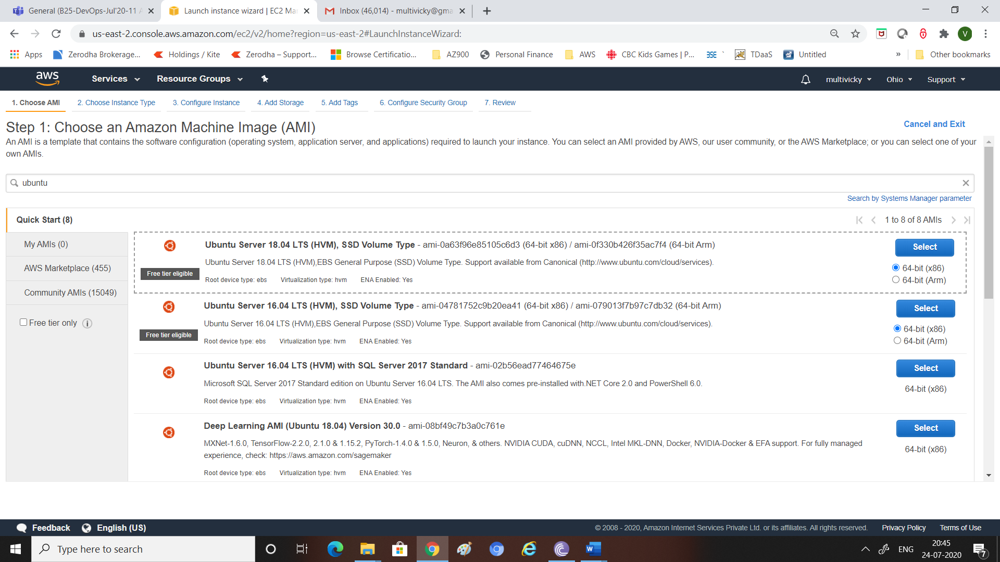 General (B25-DevOps-Jul'20-11 A
Launch instance wizard | EC2 Man
Inbox (46,014) - multivicky@gma
us-east-2.console.aws.amazon.com/ec2/v2/home?region=us-east-2#LaunchInstanceWizard:
V
Apps
Zerodha Brokerage...
Holdings / Kite
Zerodha – Support...
Browse Certificatio...
AZ900
Personal Finance
AWS
CBC Kids Games | P...
BSE `
TDaaS
Untitled
»
Other bookmarks
aws
Services
Resource Groups
multivicky
Ohio
Support
1. Choose AMI
2. Choose Instance Type
3. Configure Instance
4. Add Storage
5. Add Tags
6. Configure Security Group
7. Review
Step 1: Choose an Amazon Machine Image (AMI)
Cancel and Exit
An AMI is a template that contains the software configuration (operating system, application server, and applications) required to launch your instance. You can select an AMI provided by AWS, our user community, or the AWS Marketplace; or you can select one of your
own AMIs.
ubuntu
Search by Systems Manager parameter
Quick Start (8)
1 to 8 of 8 AMIs
My AMIs (0)
AWS Marketplace (455)
Community AMIs (15049)
Free tier only
Ubuntu Server 18.04 LTS (HVM), SSD Volume Type - ami-0a63f96e85105c6d3 (64-bit x86) / ami-0f330b426f35ac7f4 (64-bit Arm)
Select
Ubuntu Server 18.04 LTS (HVM),EBS General Purpose (SSD) Volume Type. Support available from Canonical (http://www.ubuntu.com/cloud/services).
Free tier eligible
64-bit (x86)
Root device type: ebs
Virtualization type: hvm
ENA Enabled: Yes
64-bit (Arm)
Ubuntu Server 16.04 LTS (HVM), SSD Volume Type - ami-04781752c9b20ea41 (64-bit x86) / ami-079013f7b97c7db32 (64-bit Arm)
Select
Ubuntu Server 16.04 LTS (HVM),EBS General Purpose (SSD) Volume Type. Support available from Canonical (http://www.ubuntu.com/cloud/services).
Free tier eligible
64-bit (x86)
Root device type: ebs
Virtualization type: hvm
ENA Enabled: Yes
64-bit (Arm)
Ubuntu Server 16.04 LTS (HVM) with SQL Server 2017 Standard - ami-02b56ead77464675e
Select
Microsoft SQL Server 2017 Standard edition on Ubuntu Server 16.04 LTS. The AMI also comes pre-installed with.NET Core 2.0 and PowerShell 6.0.
64-bit (x86)
Root device type: ebs
Virtualization type: hvm
ENA Enabled: Yes
Deep Learning AMI (Ubuntu 18.04) Version 30.0 - ami-08bf49c7b3a0c761e
Select
MXNet-1.6.0, TensorFlow-2.2.0, 2.1.0 & 1.15.2, PyTorch-1.4.0 & 1.5.0, Neuron, & others. NVIDIA CUDA, cuDNN, NCCL, Intel MKL-DNN, Docker, NVIDIA-Docker & EFA support. For fully managed
experience, check: https://aws.amazon.com/sagemaker
64-bit (x86)
Root device type: ebs
Virtualization type: hvm
ENA Enabled: Yes
Feedback
English (US)
© 2008 - 2020, Amazon Internet Services Private Ltd. or its affiliates. All rights reserved.
Privacy Policy
Terms of Use
Type here to search
ENG
20:45
24-07-2020
7